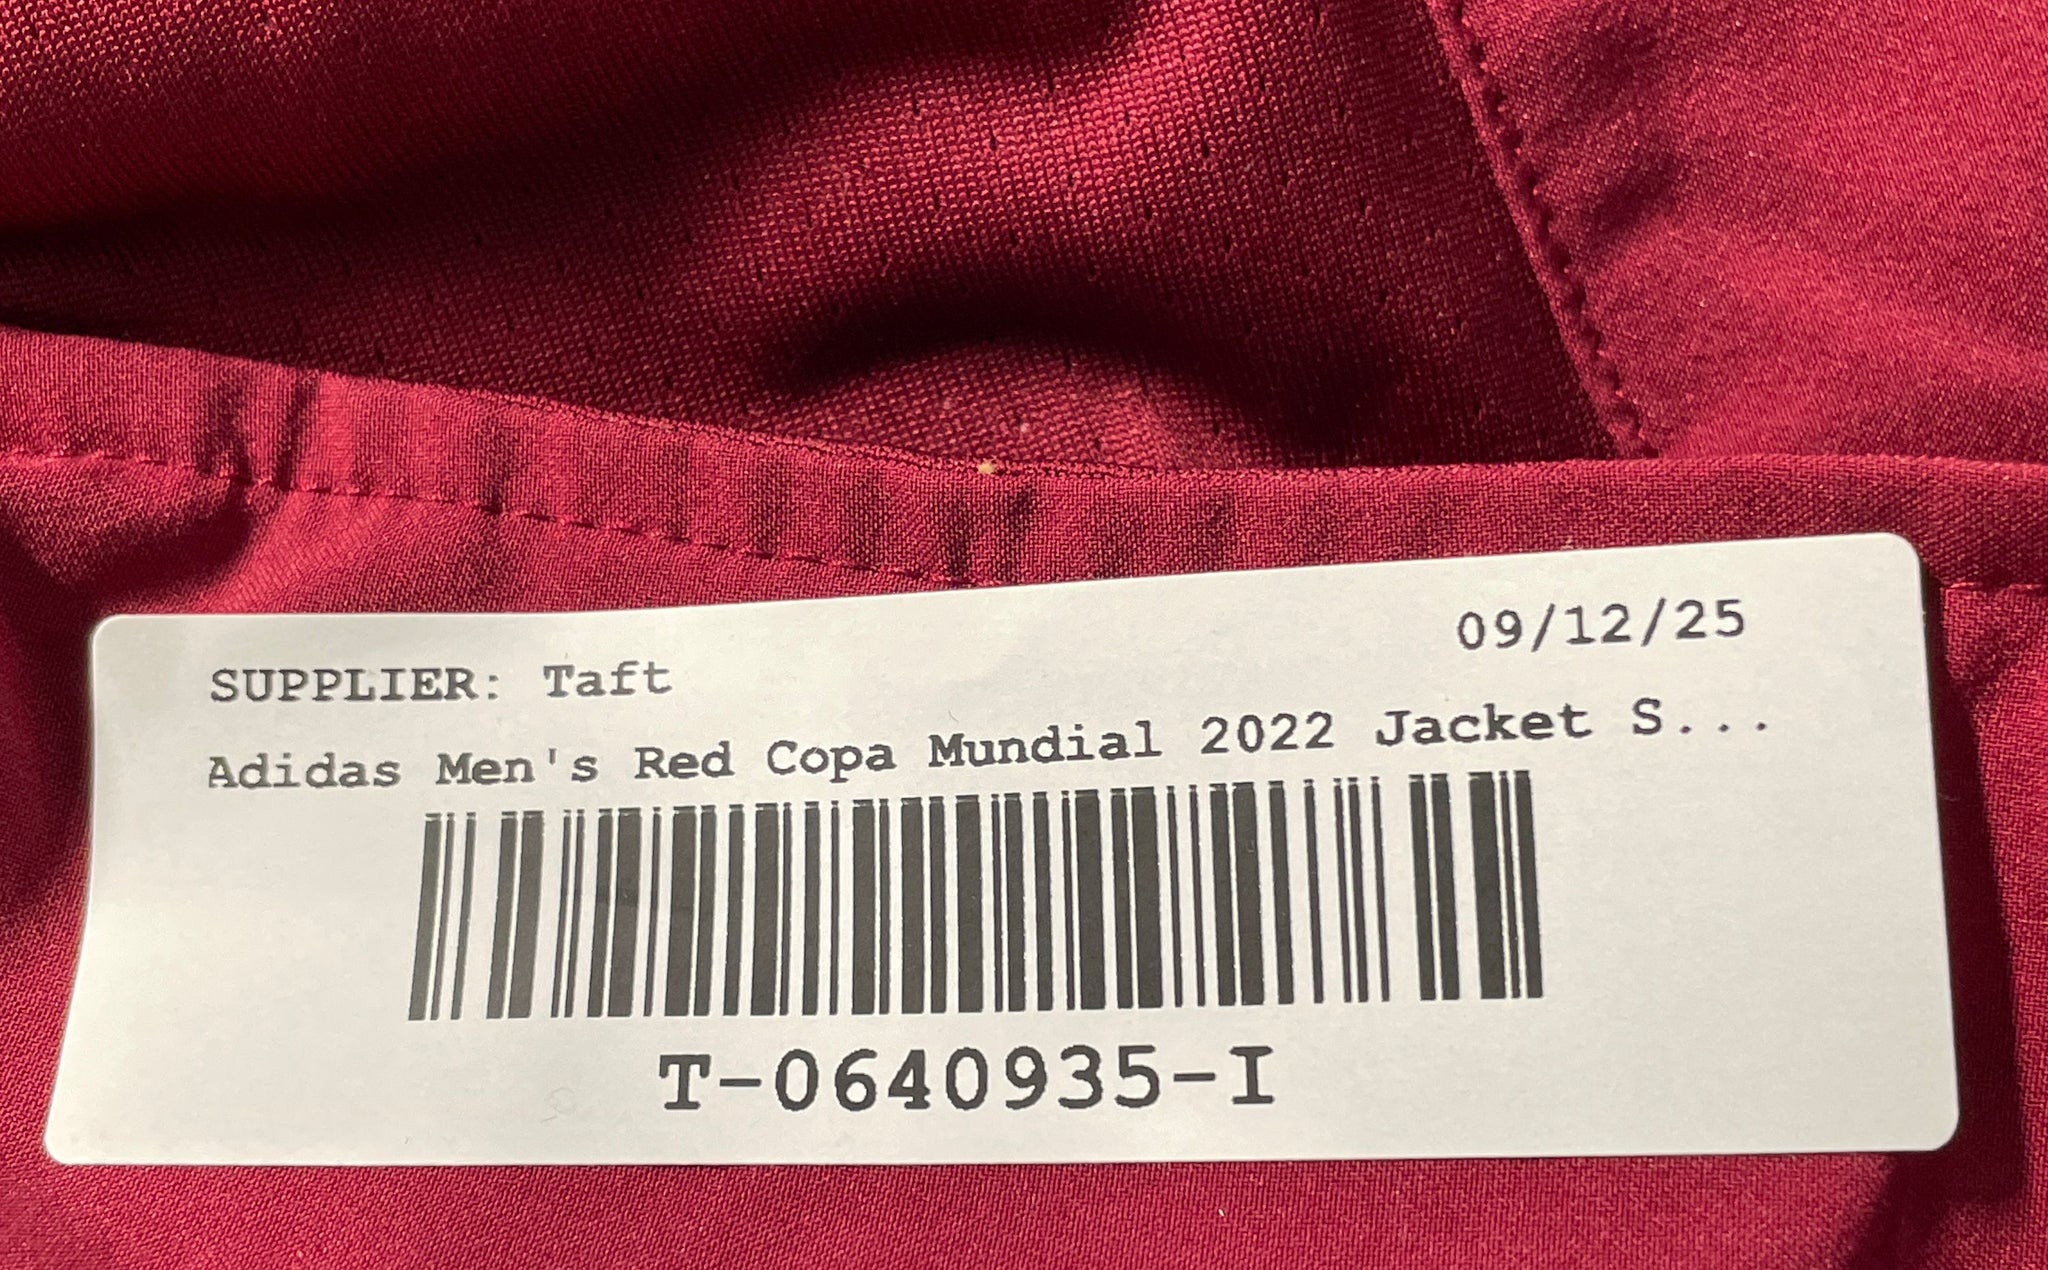 09/12/25
SUPPLIER: Taft
Adidas Men's Red Copa Mundial 2022 Jacket S...
T-0640935-I